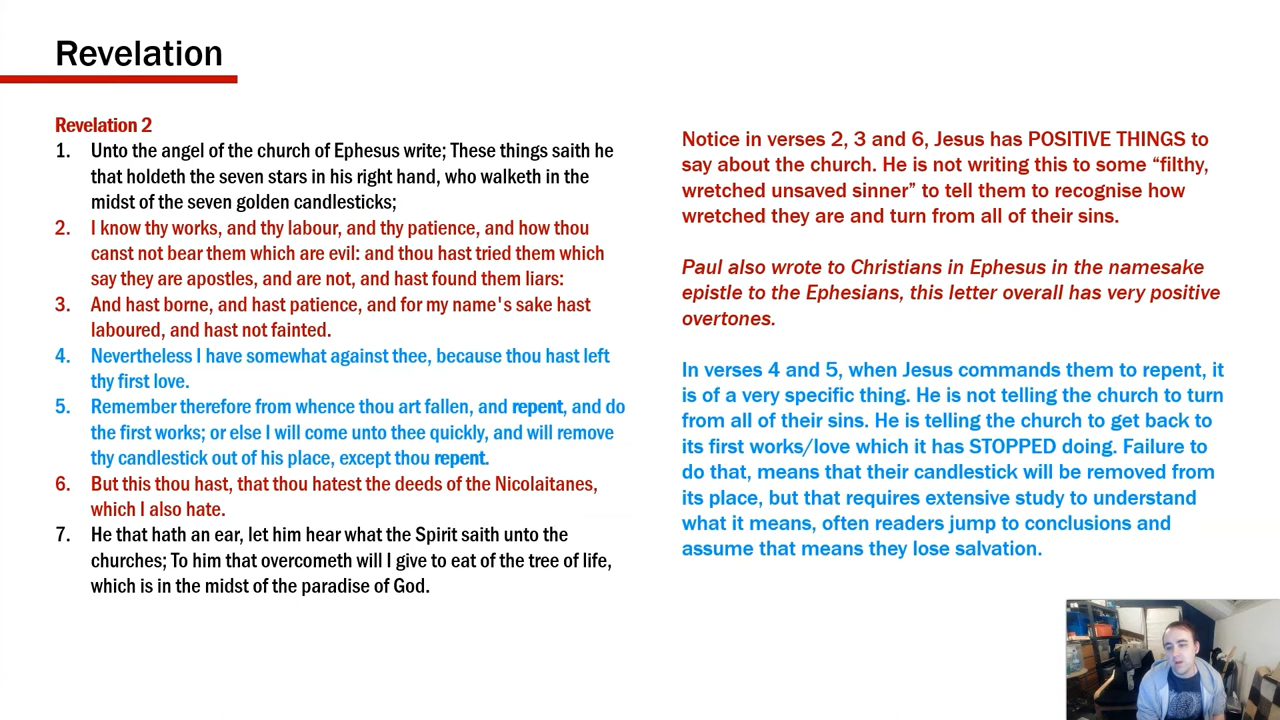 Revelation
Revelation 2
1. Unto the angel of the church of Ephesus write; These things saith he
that holdeth the seven stars in his right hand, who walketh in the
midst of the seven golden candlesticks;
2. I know thy works, and thy labour, and thy patience, and how thou
canst not bear them which are evil: and thou hast tried them which
say they are apostles, and are not, and hast found them liars:
3. And hast borne, and hast patience, and for my name's sake hast
laboured, and hast not fainted.
4. Nevertheless I have somewhat against thee, because thou hast left
thy first love.
5. Remember therefore from whence thou art fallen, and repent, and do
the first works; or else I will come unto thee quickly, and will remove
thy candlestick out of his place, except thou repent.
6. But this thou hast, that thou hatest the deeds of the Nicolaitanes,
which I also hate.
7. He that hath an ear, let him hear what the Spirit saith unto the
churches; To him that overcometh will I give to eat of the tree of life,
which is in the midst of the paradise of God.
Notice in verses 2, 3 and 6, Jesus has POSITIVE THINGS to
say about the church. He is not writing this to some “filthy,
wretched unsaved sinner” to tell them to recognise how
wretched they are and turn from all of their sins.
Paul also wrote to Christians in Ephesus in the namesake
epistle to the Ephesians, this letter overall has very positive
overtones.
In verses 4 and 5, when Jesus commands them to repent, it
is of a very specific thing. He is not telling the church to turn
from all of their sins. He is telling the church to get back to
its first works/love which it has STOPPED doing. Failure to
do that, means that their candlestick will be removed from
its place, but that requires extensive study to understand
what it means, often readers jump to conclusions and
assume that means they lose salvation.